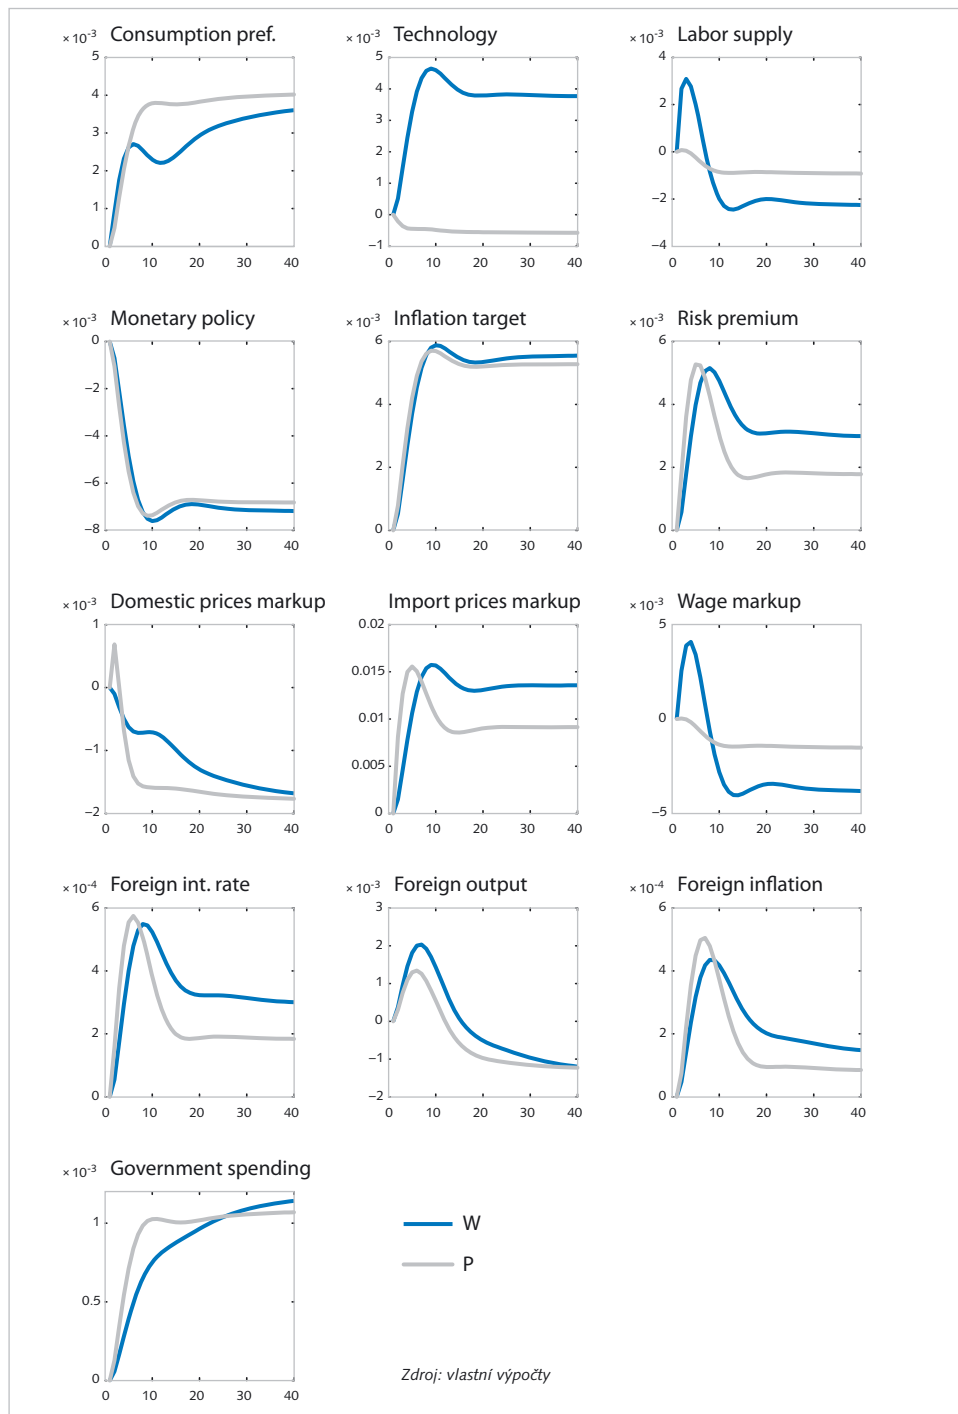 × 10-3 Consumption pref.
5
4
3
2
1
0
0 10 20 30 40
× 10-3 Technology
5
4
3
2
1
0
−1
0 10 20 30 40
× 10-3 Labor supply
4
2
0
−2
−4
0 10 20 30 40
× 10-3 Monetary policy
0
−2
−4
−6
−8
0 10 20 30 40
× 10-3 Inflation target
6
4
2
0
0 10 20 30 40
× 10-3 Risk premium
6
4
2
0
0 10 20 30 40
× 10-3 Domestic prices markup
1
0
−1
−2
0 10 20 30 40
Import prices markup
0.02
0.015
0.01
0.005
0
0 10 20 30 40
× 10-3 Wage markup
5
0
−5
0 10 20 30 40
× 10-4 Foreign int. rate
6
4
2
0
0 10 20 30 40
× 10-3 Foreign output
3
2
1
0
−1
−2
0 10 20 30 40
× 10-4 Foreign inflation
6
4
2
0
0 10 20 30 40
× 10-3 Government spending
1
0.5
0
0 10 20 30 40
W
P
Zdroj: vlastní výpočty